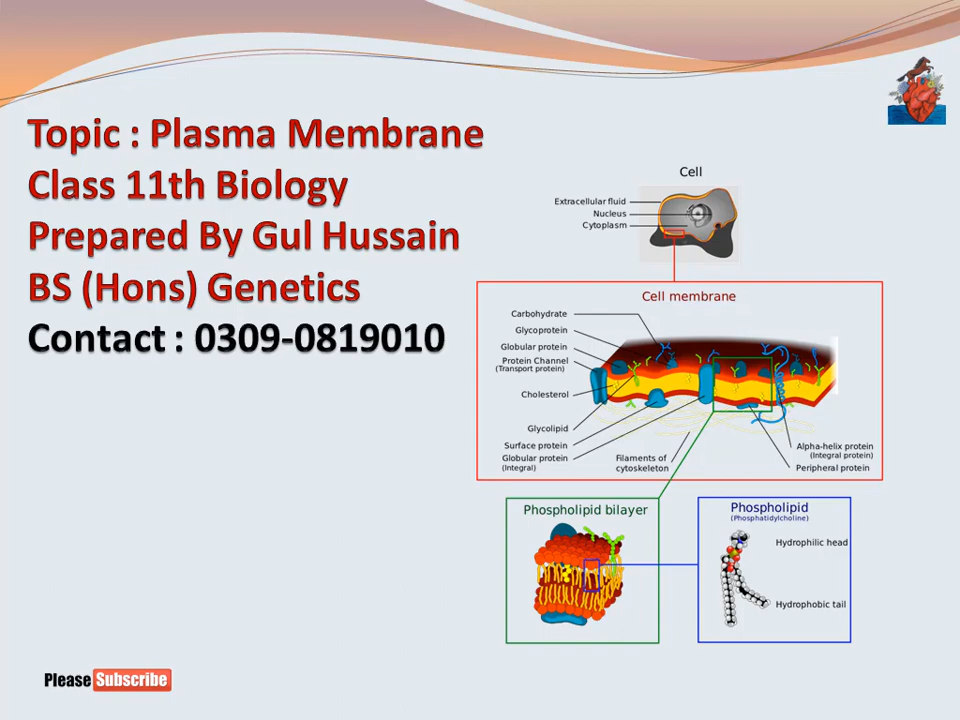 Topic : Plasma Membrane
Class 11th Biology
Prepared By Gul Hussain
BS (Hons) Genetics
Contact : 0309-0819010
Cell
Extracellular fluid
Nucleus
Cytoplasm
Cell membrane
Carbohydrate
Glycoprotein
Globular protein
Protein Channel
(Transport protein)
Cholesterol
Glycolipid
Surface protein
Globular protein
(Integral)
Filaments of
cytoskeleton
Alpha-helix protein
(Integral protein)
Peripheral protein
Phospholipid bilayer
Phospholipid
(Phosphatidylcholine)
Hydrophilic head
Hydrophobic tail
Please Subscribe